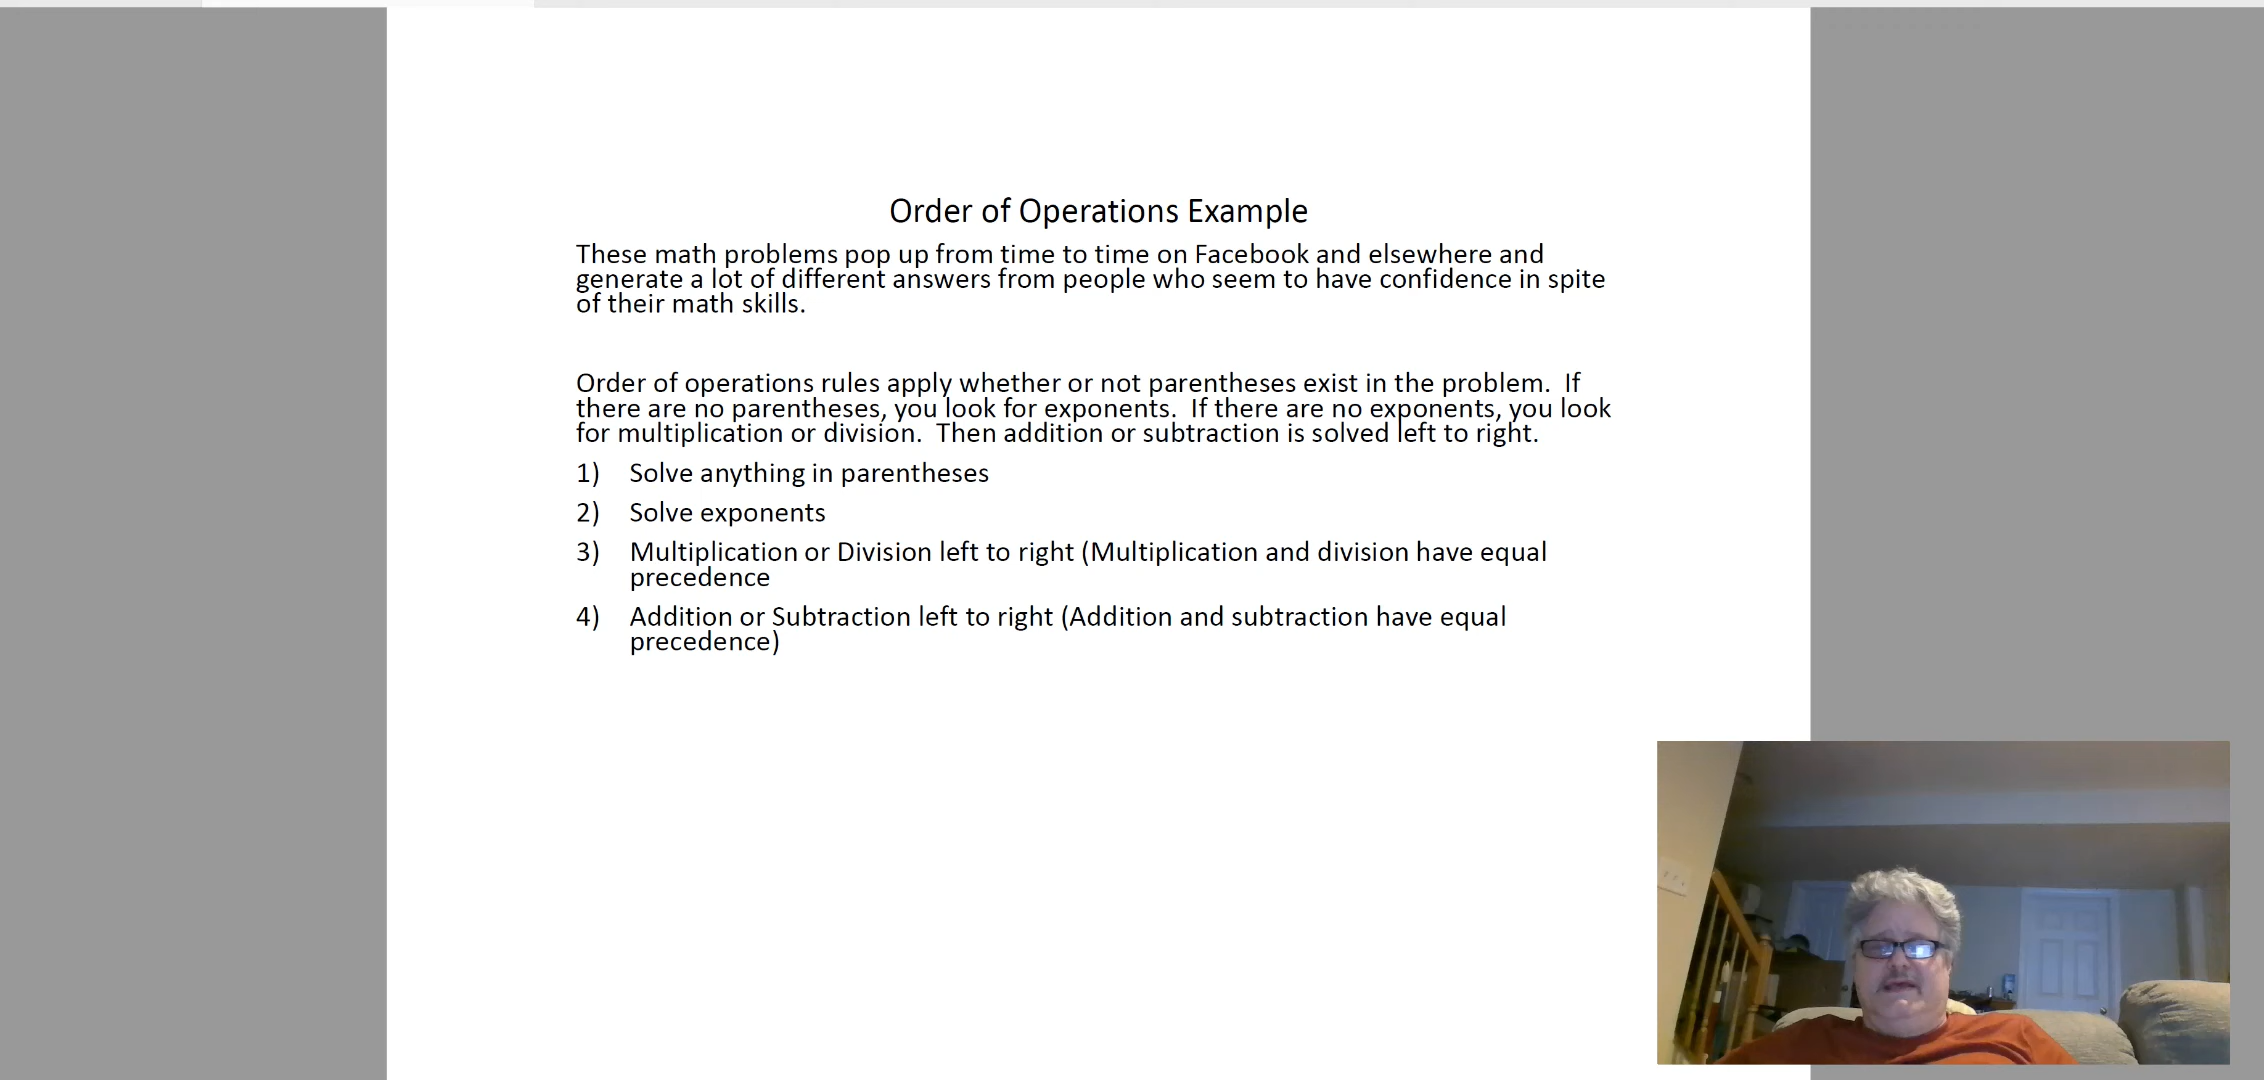 Order of Operations Example
These math problems pop up from time to time on Facebook and elsewhere and
generate a lot of different answers from people who seem to have confidence in spite
of their math skills.
Order of operations rules apply whether or not parentheses exist in the problem.  If
there are no parentheses, you look for exponents.  If there are no exponents, you look
for multiplication or division.  Then addition or subtraction is solved left to right.
1) Solve anything in parentheses
2) Solve exponents
3) Multiplication or Division left to right (Multiplication and division have equal
precedence
4) Addition or Subtraction left to right (Addition and subtraction have equal
precedence)